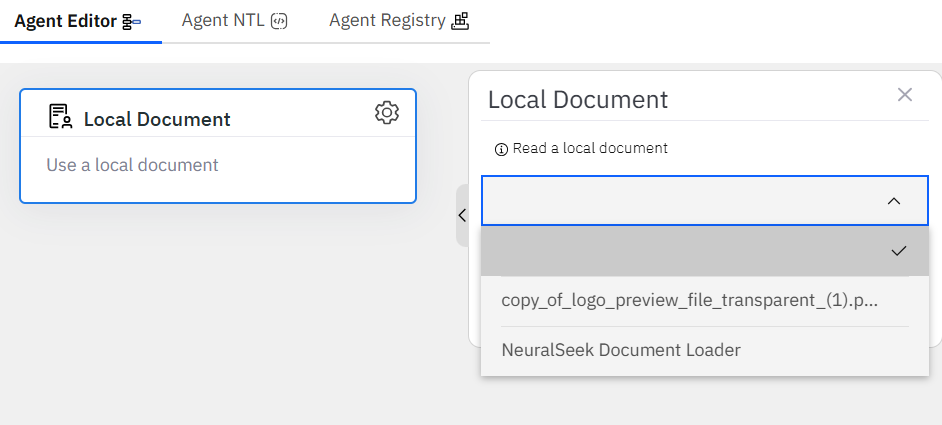 Agent Editor
Agent NTL
Agent Registry
Local Document
Use a local document
Local Document
Read a local document
copy_of_logo_preview_file_transparent_(1).p...
NeuralSeek Document Loader